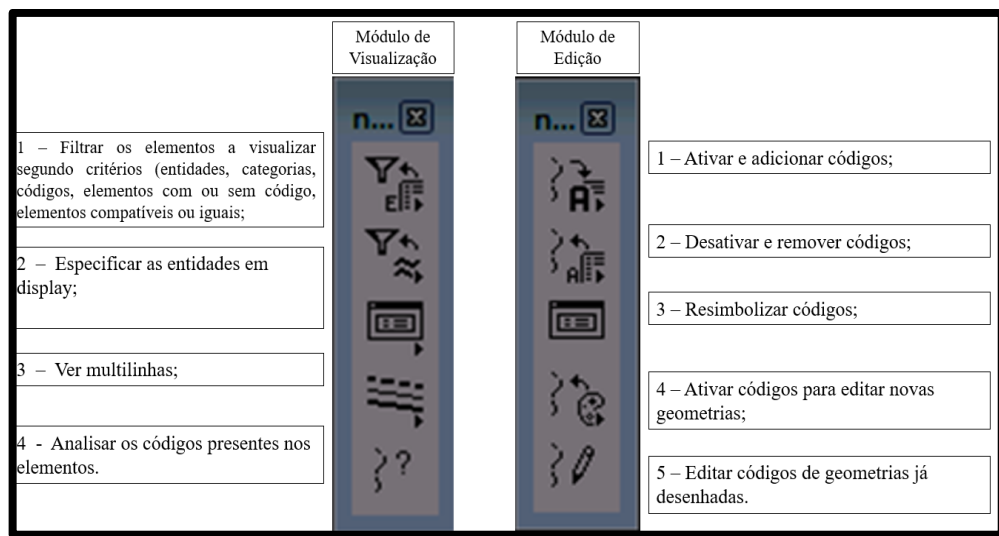 Módulo de
Visualização
Módulo de
Edição
n...
n...
1 – Filtrar os elementos a visualizar
segundo critérios (entidades, categorias,
códigos, elementos com ou sem código,
elementos compatíveis ou iguais;
2 – Especificar as entidades em
display;
3 – Ver multilinhas;
4 - Analisar os códigos presentes nos
elementos.
E
?
A
A
1 – Ativar e adicionar códigos;
2 – Desativar e remover códigos;
3 – Resimbolizar códigos;
4 – Ativar códigos para editar novas
geometrias;
5 – Editar códigos de geometrias já
desenhadas.